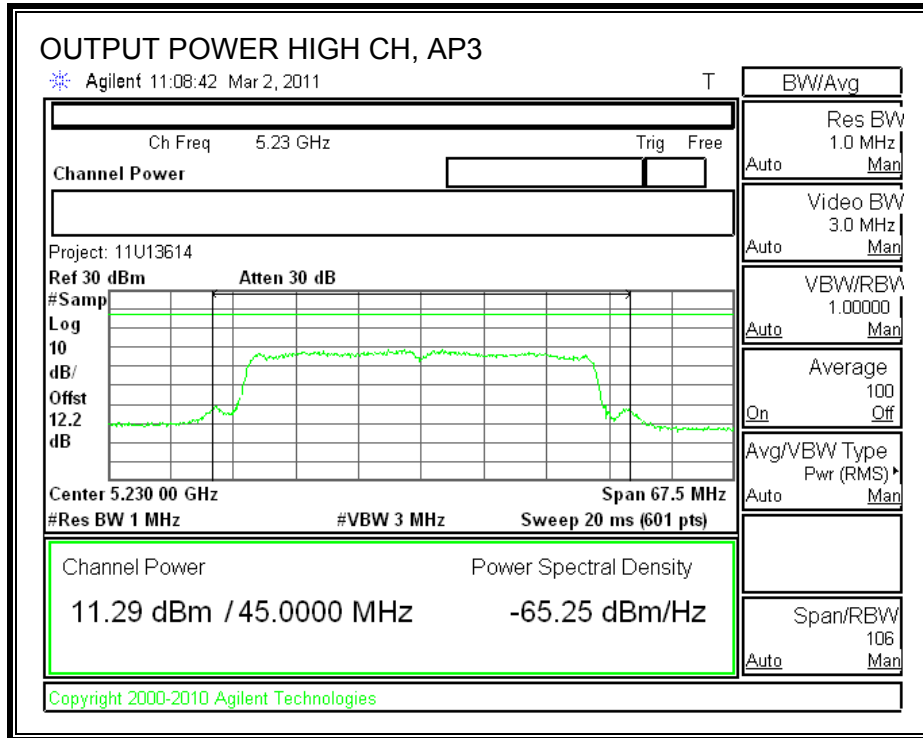 OUTPUT POWER HIGH CH, AP3
Agilent 11:08:42 Mar 2, 2011 T
Ch Freq 5.23 GHz Trig Free
Channel Power
Project: 11U13614
Ref 30 dBm Atten 30 dB
#Samp
Log
10
dB/
Offst
12.2
dB
Center 5.230 00 GHz Span 67.5 MHz
#Res BW 1 MHz #VBW 3 MHz Sweep 20 ms (601 pts)
Channel Power Power Spectral Density
11.29 dBm / 45.0000 MHz -65.25 dBm/Hz
Copyright 2000-2010 Agilent Technologies
BW/Avg
Res BW
1.0 MHz
Auto Man
Video BW
3.0 MHz
Auto Man
VBW/RBW
1.00000
Auto Man
Average
100
On Off
Avg/VBW Type
Pwr (RMS)
Auto Man
Span/RBW
106
Auto Man